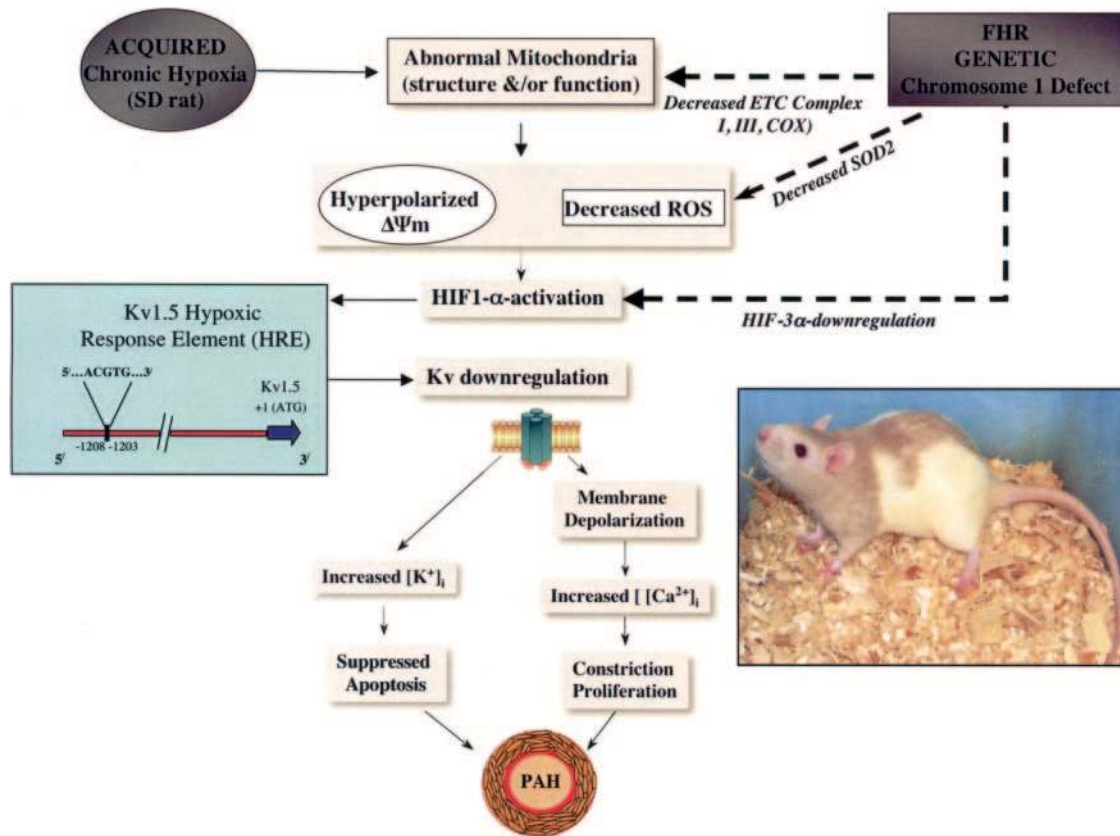 ACQUIRED
Chronic Hypoxia
(SD rat)
Abnormal Mitochondria
(structure &/or function)
FHR
GENETIC
Chromosome 1 Defect
Decreased ETC Complex
I, III, COX)
Decreased SOD2
Hyperpolarized
ΔΨm
Decreased ROS
HIF1-α-activation
HIF-3α-downregulation
Kv1.5 Hypoxic
Response Element (HRE)
5/...ACGTG...3/
Kv1.5
+1 (ATG)
-1208 -1203
5/
3/
Kv downregulation
Membrane
Depolarization
Increased [K⁺]ᵢ
Increased [ [Ca²⁺]ᵢ
Suppressed
Apoptosis
Constriction
Proliferation
PAH